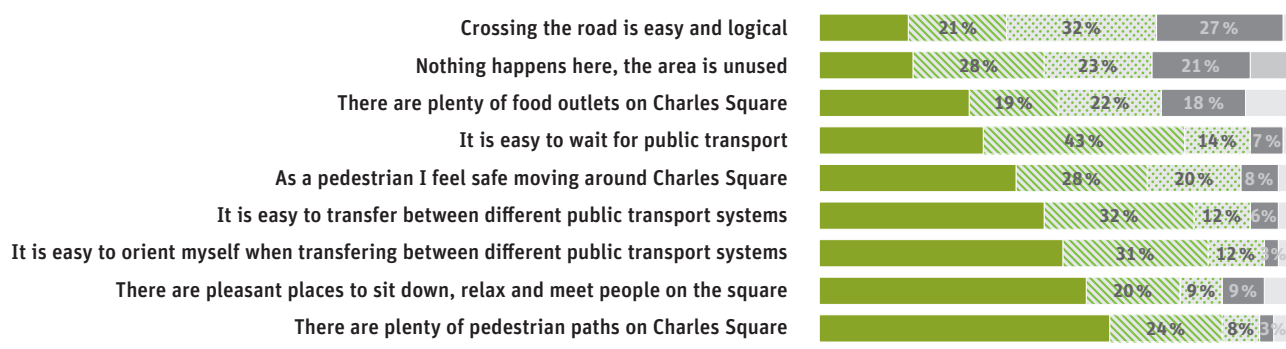 Crossing the road is easy and logical 21% 32% 27%
Nothing happens here, the area is unused 28% 23% 21%
There are plenty of food outlets on Charles Square 19% 22% 18%
It is easy to wait for public transport 43% 14% 7%
As a pedestrian I feel safe moving around Charles Square 28% 20% 8%
It is easy to transfer between different public transport systems 32% 12% 6%
It is easy to orient myself when transfering between different public transport systems 31% 12% 3%
There are pleasant places to sit down, relax and meet people on the square 20% 9% 9%
There are plenty of pedestrian paths on Charles Square 24% 8% 3%